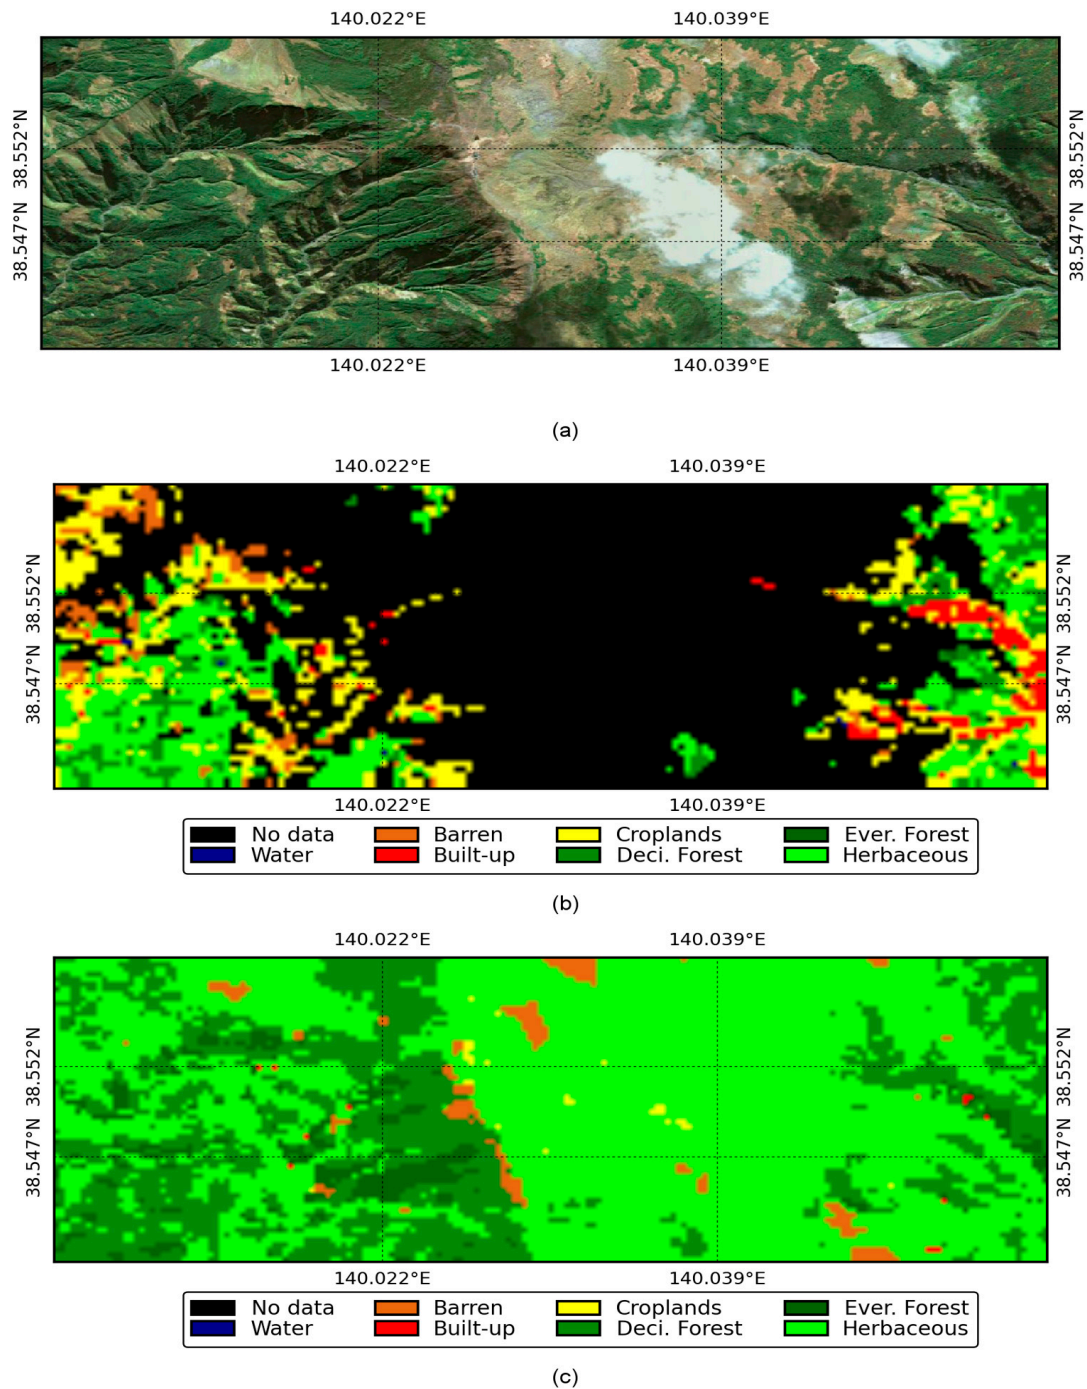 140.022°E 140.039°E
38.552°N 38.552°N
38.547°N 38.547°N
140.022°E 140.039°E
(a)
140.022°E 140.039°E
38.552°N 38.552°N
38.547°N 38.547°N
140.022°E 140.039°E
No data Barren Croplands Ever. Forest
Water Built-up Deci. Forest Herbaceous
(b)
140.022°E 140.039°E
38.552°N 38.552°N
38.547°N 38.547°N
140.022°E 140.039°E
No data Barren Croplands Ever. Forest
Water Built-up Deci. Forest Herbaceous
(c)